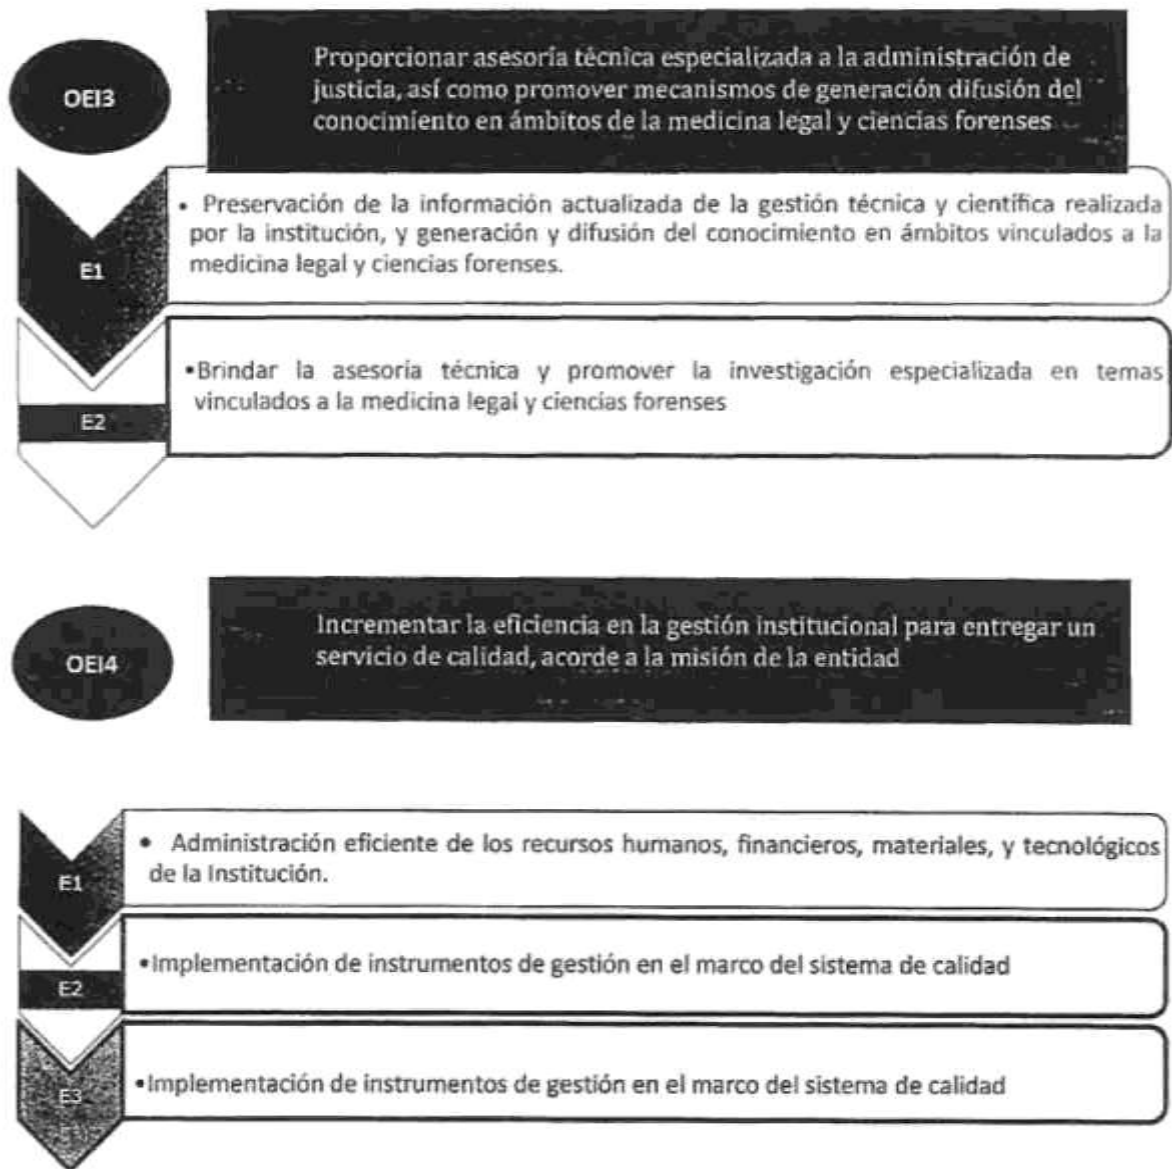 OEI3
Proporcionar asesoría técnica especializada a la administración de
justicia, así como promover mecanismos de generación difusión del
conocimiento en ámbitos de la medicina legal y ciencias forenses
E1
• Preservación de la información actualizada de la gestión técnica y científica realizada
por la institución, y generación y difusión del conocimiento en ámbitos vinculados a la
medicina legal y ciencias forenses.
E2
•Brindar la asesoría técnica y promover la investigación especializada en temas
vinculados a la medicina legal y ciencias forenses
OEI4
Incrementar la eficiencia en la gestión institucional para entregar un
servicio de calidad, acorde a la misión de la entidad
E1
• Administración eficiente de los recursos humanos, financieros, materiales, y tecnológicos
de la Institución.
E2
•Implementación de instrumentos de gestión en el marco del sistema de calidad
E3
•Implementación de instrumentos de gestión en el marco del sistema de calidad